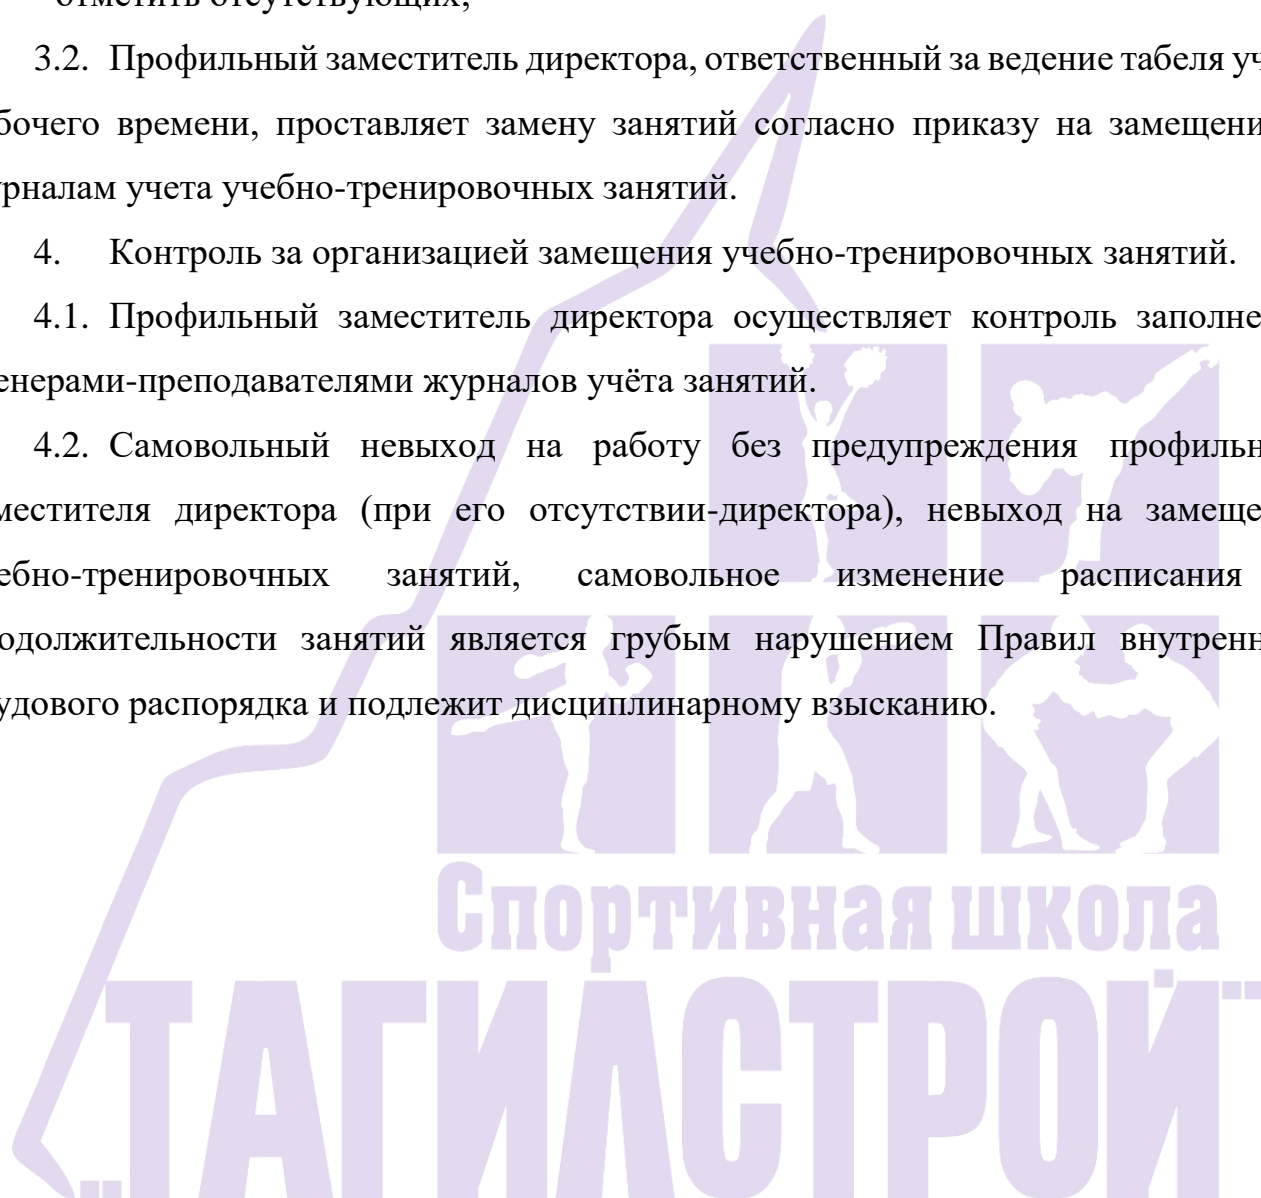 отметить отсутствующих;
3.2. Профильный заместитель директора, ответственный за ведение табеля уч
бочего времени, проставляет замену занятий согласно приказу на замещени
рналам учета учебно-тренировочных занятий.
4. Контроль за организацией замещения учебно-тренировочных занятий.
4.1. Профильный заместитель директора осуществляет контроль заполне
енерами-преподавателями журналов учёта занятий.
4.2. Самовольный невыход на работу без предупреждения профильн
местителя директора (при его отсутствии-директора), невыход на замеще
ебно-тренировочных занятий, самовольное изменение расписания
одолжительности занятий является грубым нарушением Правил внутренн
удового распорядка и подлежит дисциплинарному взысканию.
Спортивная школа
"ТАГИЛСТРОЙ"